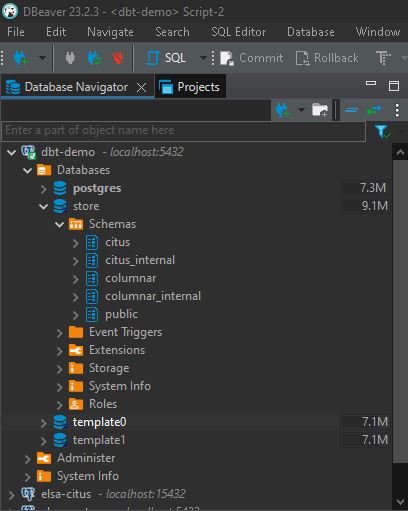 DBeaver 23.2.3 - <dbt-demo> Script-2
File Edit Navigate Search SQL Editor Database Window
SQL Commit Rollback T
Database Navigator Projects
Enter a part of object name here
dbt-demo - localhost:5432
Databases
postgres 7.3M
store 9.1M
Schemas
citus
citus_internal
columnar
columnar_internal
public
Event Triggers
Extensions
Storage
System Info
Roles
template0 7.1M
template1 7.1M
Administer
System Info
elsa-citus - localhost:15432